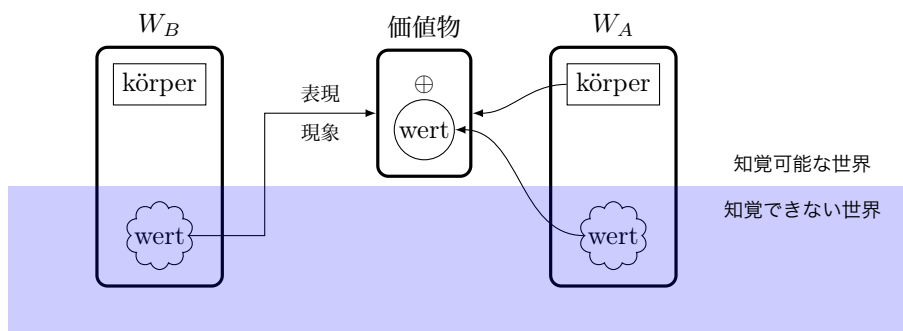 W_B
価値物
W_A
körper
⊕
körper
表現
現象
wert
知覚可能な世界
知覚できない世界
wert
wert